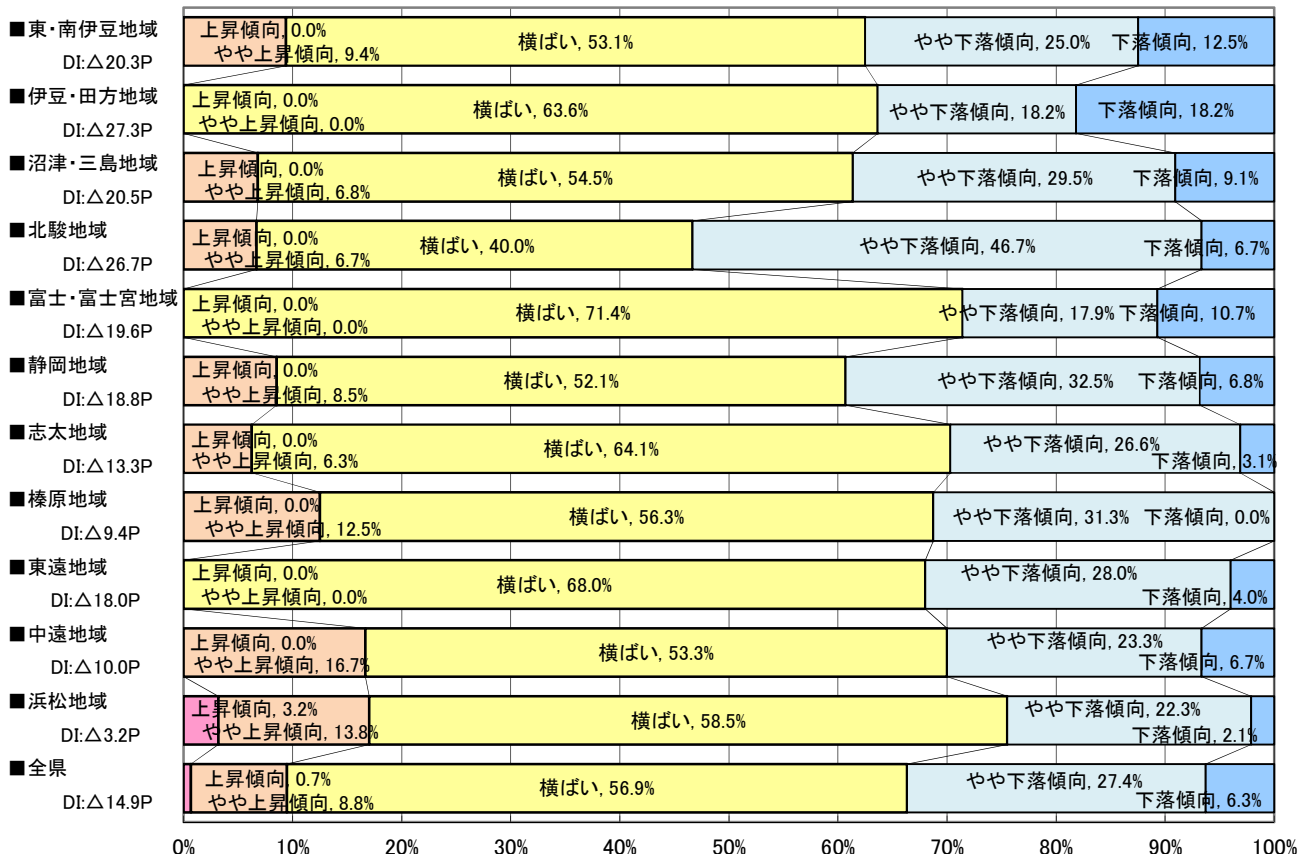 ■東・南伊豆地域
DI:△20.3P
上昇傾向, 0.0%
やや上昇傾向, 9.4%
横ばい, 53.1%
やや下落傾向, 25.0%
下落傾向, 12.5%
■伊豆・田方地域
DI:△27.3P
上昇傾向, 0.0%
やや上昇傾向, 0.0%
横ばい, 63.6%
やや下落傾向, 18.2%
下落傾向, 18.2%
■沼津・三島地域
DI:△20.5P
上昇傾向, 0.0%
やや上昇傾向, 6.8%
横ばい, 54.5%
やや下落傾向, 29.5%
下落傾向, 9.1%
■北駿地域
DI:△26.7P
上昇傾向, 0.0%
やや上昇傾向, 6.7%
横ばい, 40.0%
やや下落傾向, 46.7%
下落傾向, 6.7%
■富士・富士宮地域
DI:△19.6P
上昇傾向, 0.0%
やや上昇傾向, 0.0%
横ばい, 71.4%
やや下落傾向, 17.9%
下落傾向, 10.7%
■静岡地域
DI:△18.8P
上昇傾向, 0.0%
やや上昇傾向, 8.5%
横ばい, 52.1%
やや下落傾向, 32.5%
下落傾向, 6.8%
■志太地域
DI:△13.3P
上昇傾向, 0.0%
やや上昇傾向, 6.3%
横ばい, 64.1%
やや下落傾向, 26.6%
下落傾向, 3.1%
■榛原地域
DI:△9.4P
上昇傾向, 0.0%
やや上昇傾向, 12.5%
横ばい, 56.3%
やや下落傾向, 31.3%
下落傾向, 0.0%
■東遠地域
DI:△18.0P
上昇傾向, 0.0%
やや上昇傾向, 0.0%
横ばい, 68.0%
やや下落傾向, 28.0%
下落傾向, 4.0%
■中遠地域
DI:△10.0P
上昇傾向, 0.0%
やや上昇傾向, 16.7%
横ばい, 53.3%
やや下落傾向, 23.3%
下落傾向, 6.7%
■浜松地域
DI:△3.2P
上昇傾向, 3.2%
やや上昇傾向, 13.8%
横ばい, 58.5%
やや下落傾向, 22.3%
下落傾向, 2.1%
■全県
DI:△14.9P
上昇傾向, 0.7%
やや上昇傾向, 8.8%
横ばい, 56.9%
やや下落傾向, 27.4%
下落傾向, 6.3%
0% 10% 20% 30% 40% 50% 60% 70% 80% 90% 100%